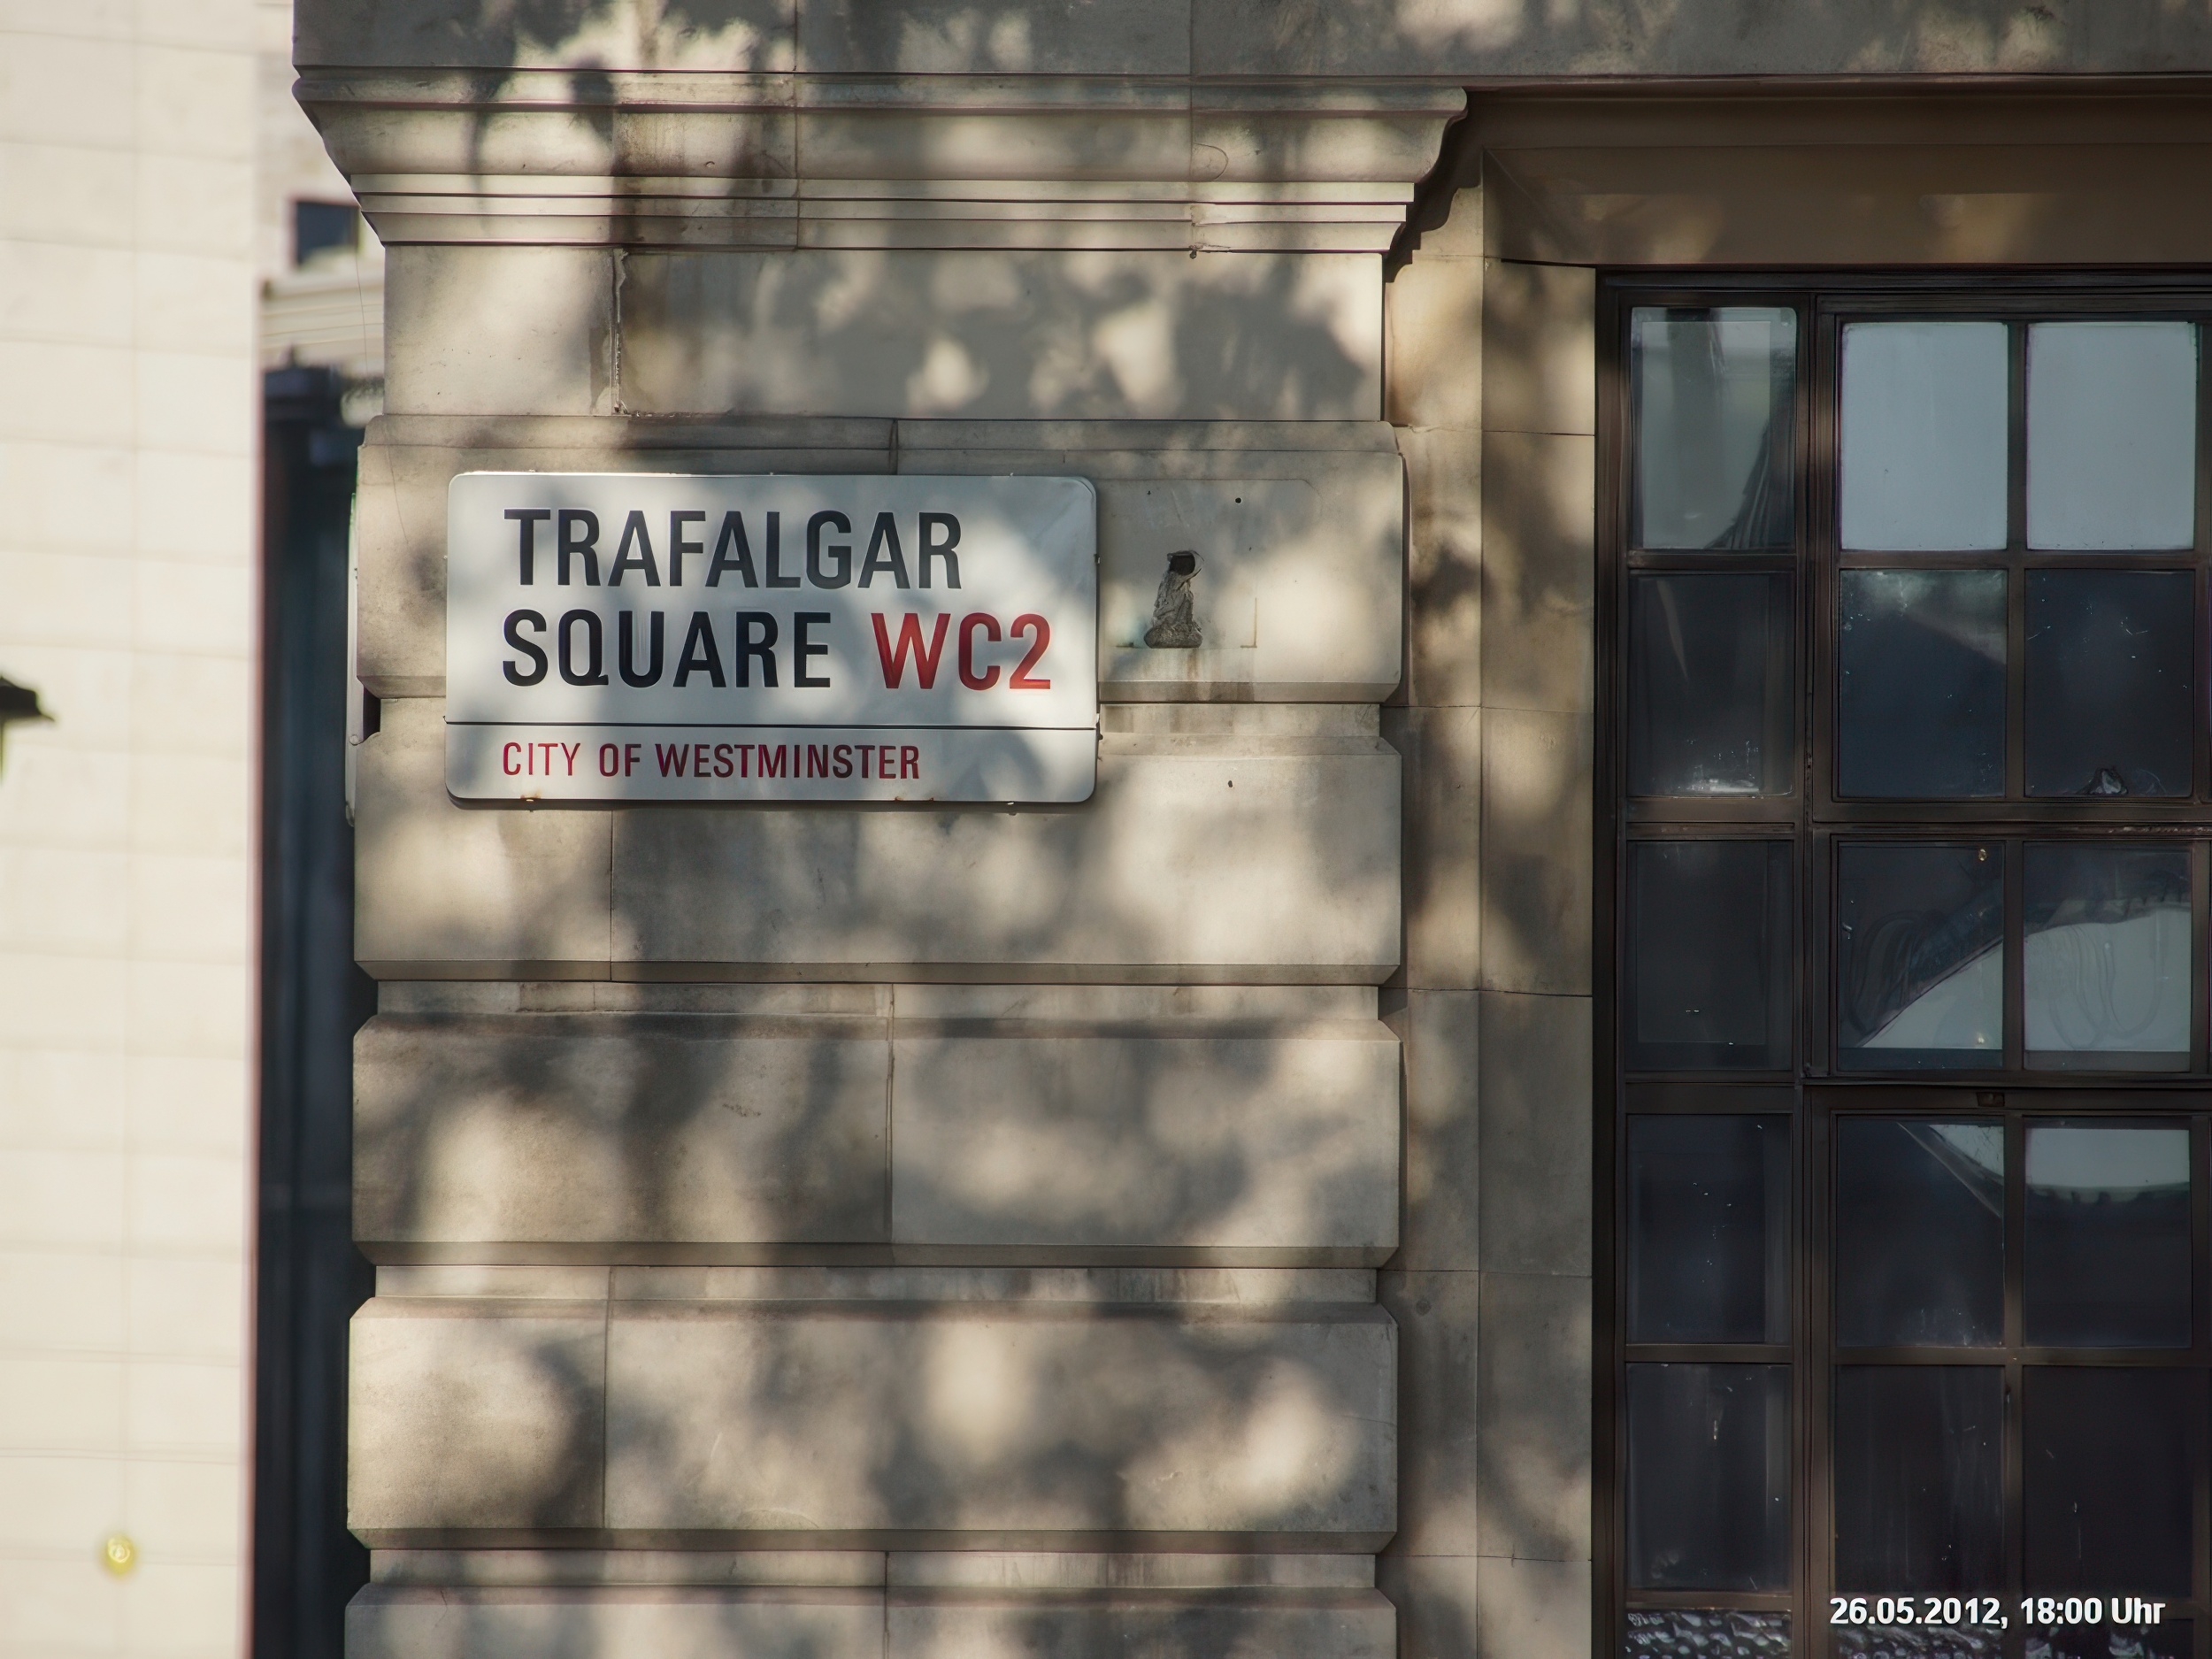 TRAFALGAR
SQUARE WC2
CITY OF WESTMINSTER
26.05.2012, 18:00 Uhr